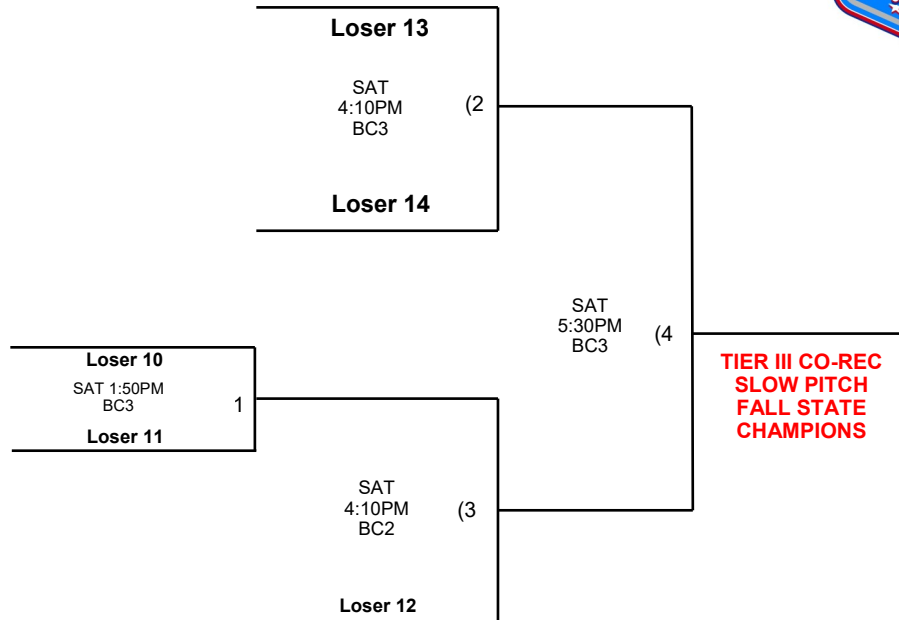 Loser 13
SAT
4:10PM
BC3
(2
Loser 14
SAT
5:30PM
BC3
(4
TIER III CO-REC
SLOW PITCH
FALL STATE
CHAMPIONS
Loser 10
SAT 1:50PM
BC3
1
Loser 11
SAT
4:10PM
BC2
(3
Loser 12